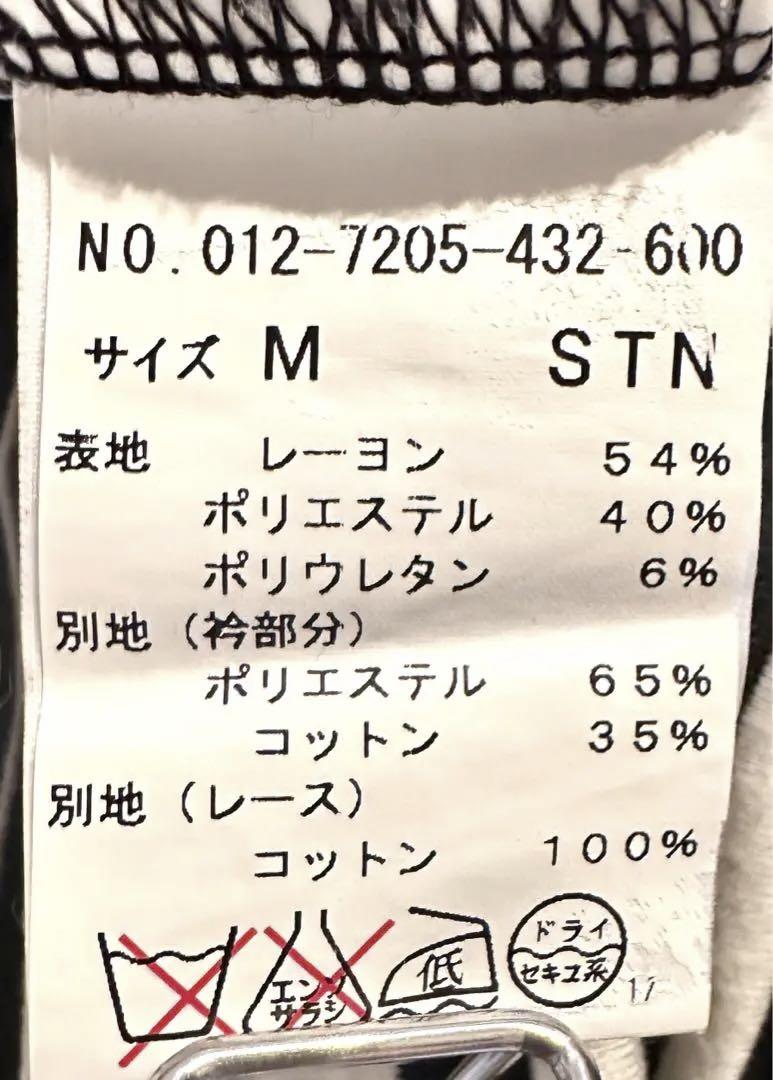 NO.012-7205-432-600
サイズ M STN
表地 レーヨン 54%
ポリエステル 40%
ポリウレタン 6%
別地（衿部分）
ポリエステル 65%
コットン 35%
別地（レース）
コットン 100%
エンソ
サラシ
低
ドライ
セキユ系
17